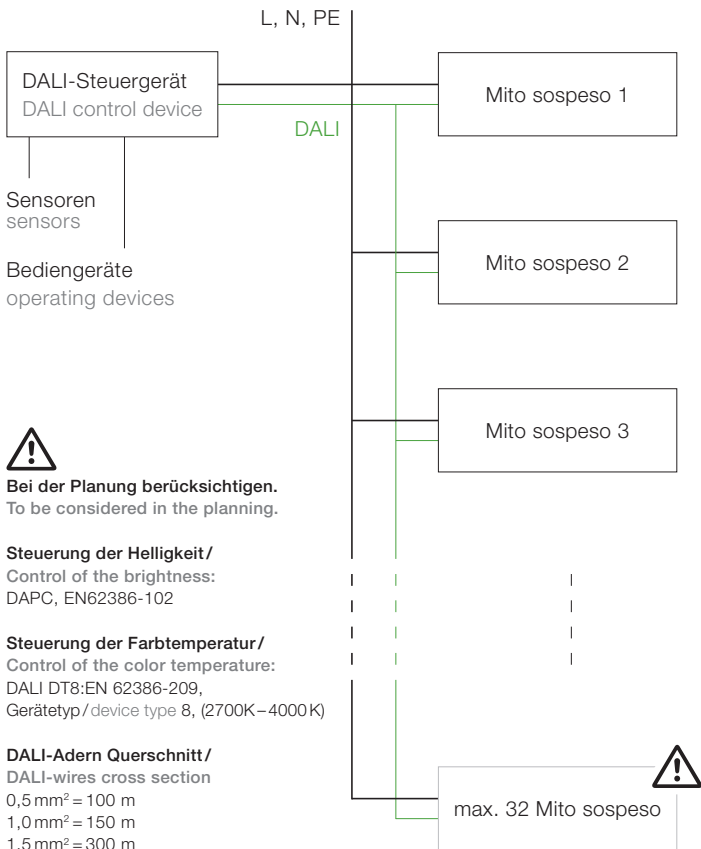 L, N, PE
DALI-Steuergerät
DALI control device
DALI
Mito sospeso 1
Sensoren
sensors
Bediengeräte
operating devices
Mito sospeso 2
Mito sospeso 3
Bei der Planung berücksichtigen.
To be considered in the planning.
Steuerung der Helligkeit/
Control of the brightness:
DAPC, EN62386-102
Steuerung der Farbtemperatur/
Control of the color temperature:
DALI DT8:EN 62386-209,
Gerätetyp/device type 8, (2700K–4000K)
DALI-Adern Querschnitt/
DALI-wires cross section
0,5 mm² = 100 m
1,0 mm² = 150 m
1,5 mm² = 300 m
max. 32 Mito sospeso